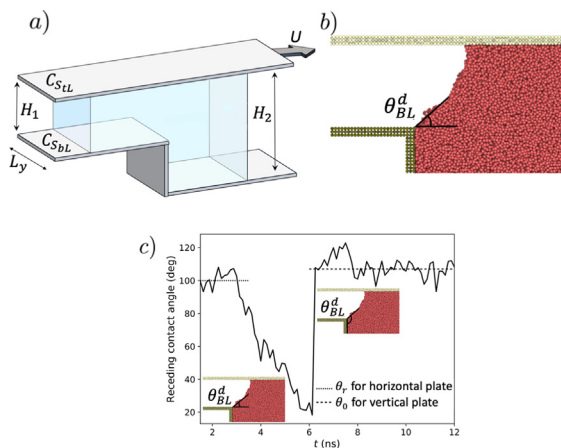 a)
U
C_{S_{tL}}
H_1
C_{S_{bL}}
H_2
L_y
b)
θ^d_{BL}
c)
Receding contact angle (deg)
120
100
80
60
40
20
θ^d_{BL}
θ^d_{BL}
θ_r for horizontal plate
θ_0 for vertical plate
2 4 6 8 10 12
t (ns)